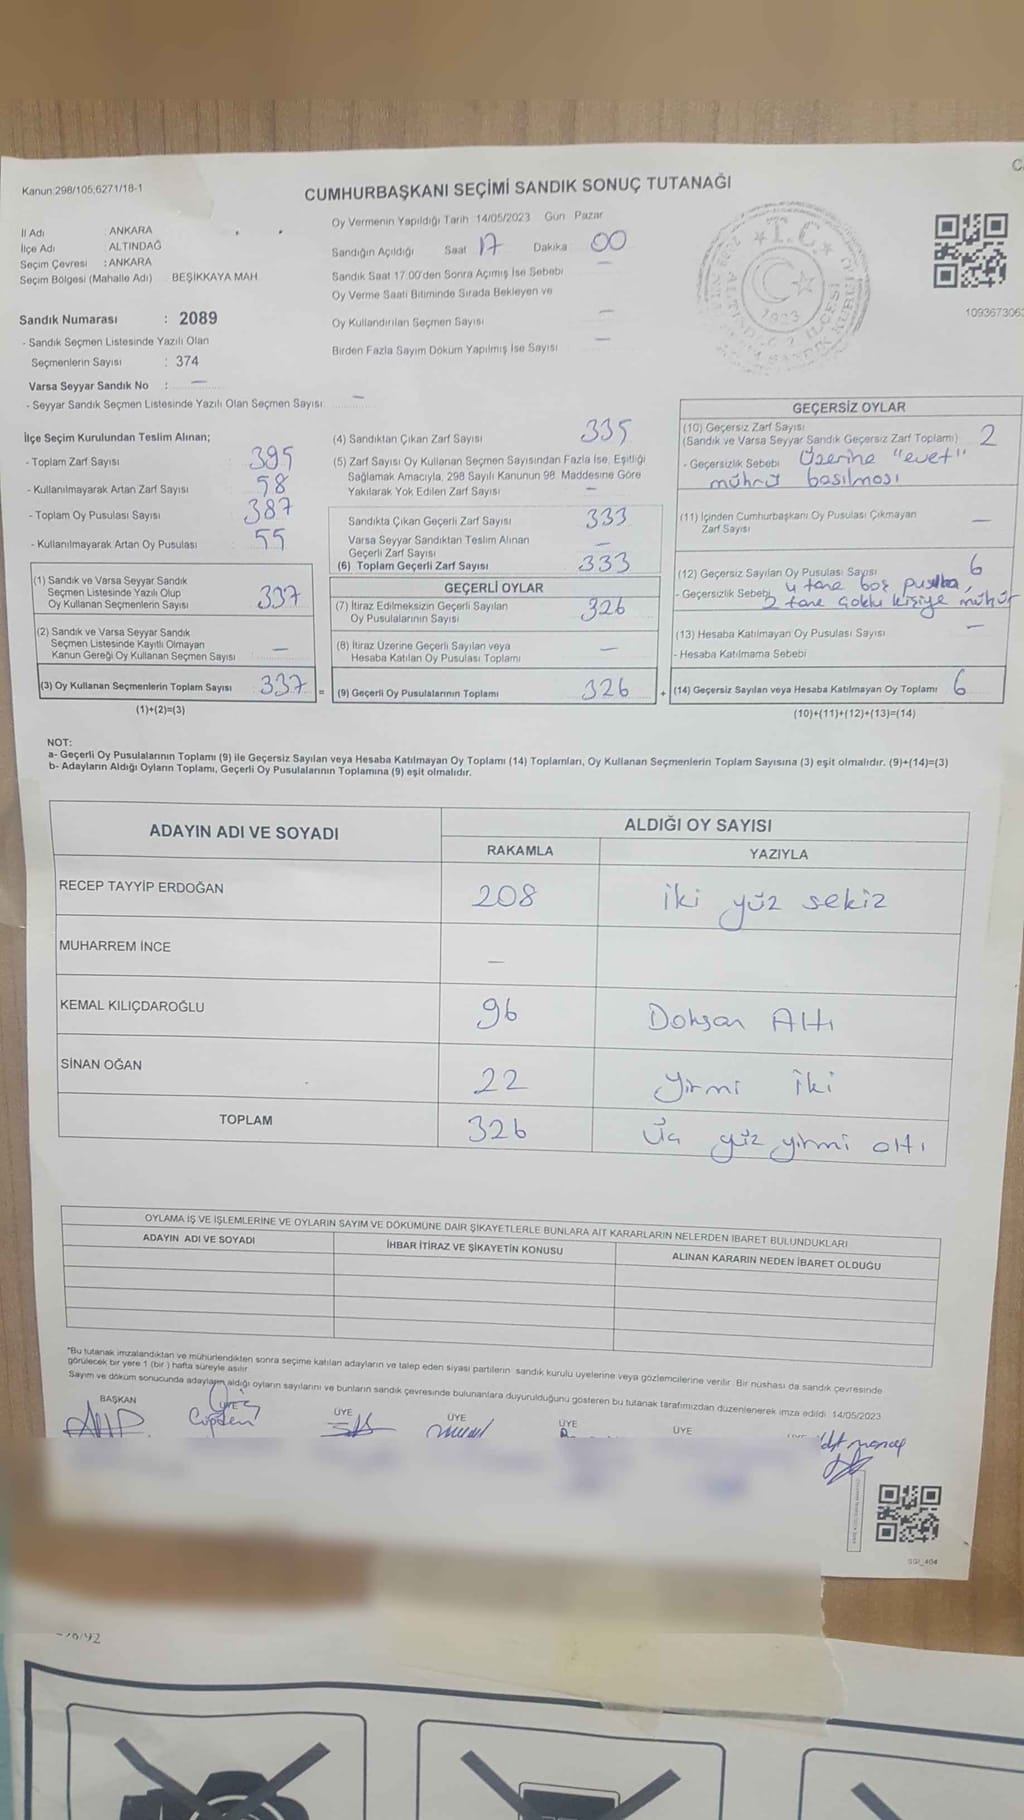 Kanun:298/105;6271/18-1
CUMHURBAŞKANI SEÇİMİ SANDIK SONUÇ TUTANAĞI
İl Adı : ANKARA
İlçe Adı : ALTINDAĞ
Seçim Çevresi : ANKARA
Seçim Bölgesi (Mahalle Adı) BEŞİKKAYA MAH.
Sandık Numarası : 2089
- Sandık Seçmen Listesinde Yazılı Olan
Seçmenlerin Sayısı : 374
Varsa Seyyar Sandık No : —
- Seyyar Sandık Seçmen Listesinde Yazılı Olan Seçmen Sayısı: —
Oy Vermenin Yapıldığı Tarih :14/05/2023 Gün Pazar
Sandığın Açıldığı Saat 17 Dakika 00
Sandık Saat 17.00'den Sonra Açımış İse Sebebi —
Oy Verme Saati Bitiminde Sırada Bekleyen ve
Oy Kullandırılan Seçmen Sayısı —
Birden Fazla Sayım Döküm Yapılmış İse Sayısı —
T.C.
1923
109367306
İlçe Seçim Kurulundan Teslim Alınan;
- Toplam Zarf Sayısı 395
- Kullanılmayarak Artan Zarf Sayısı 58
- Toplam Oy Pusulası Sayısı 387
- Kullanılmayarak Artan Oy Pusulası 55
(1) Sandık ve Varsa Seyyar Sandık
Seçmen Listesinde Yazılı Olup
Oy Kullanan Seçmenlerin Sayısı 337
(2) Sandık ve Varsa Seyyar Sandık
Seçmen Listesinde Kayıtlı Olmayan
Kanun Gereği Oy Kullanan Seçmen Sayısı —
(3) Oy Kullanan Seçmenlerin Toplam Sayısı 337 =
(1)+(2)=(3)
(4) Sandıktan Çıkan Zarf Sayısı 335
(5) Zarf Sayısı Oy Kullanan Seçmen Sayısından Fazla İse, Eşitliği
Sağlamak Amacıyla, 298 Sayılı Kanunun 98. Maddesine Göre
Yakılarak Yok Edilen Zarf Sayısı —
Sandıkta Çıkan Geçerli Zarf Sayısı 333
Varsa Seyyar Sandıktan Teslim Alınan
Geçerli Zarf Sayısı —
(6) Toplam Geçerli Zarf Sayısı 333
GEÇERLİ OYLAR
(7) İtiraz Edilmeksizin Geçerli Sayılan
Oy Pusulalarının Sayısı 326
(8) İtiraz Üzerine Geçerli Sayılan veya
Hesaba Katılan Oy Pusulası Toplamı —
(9) Geçerli Oy Pusulalarının Toplamı 326 +
GEÇERSİZ OYLAR
(10) Geçersiz Zarf Sayısı
(Sandık ve Varsa Seyyar Sandık Geçersiz Zarf Toplamı) 2
- Geçersizlik Sebebi Üzerine "evet"
mührü basılması
(11) İçinden Cumhurbaşkanı Oy Pusulası Çıkmayan
Zarf Sayısı —
(12) Geçersiz Sayılan Oy Pusulası Sayısı 6
- Geçersizlik Sebebi 4 tane boş pusulba,
2 tane çoklu kişiye mühür
(13) Hesaba Katılmayan Oy Pusulası Sayısı —
- Hesaba Katılmama Sebebi
(14) Geçersiz Sayılan veya Hesaba Katılmayan Oy Toplamı 6
(10)+(11)+(12)+(13)=(14)
NOT:
a- Geçerli Oy Pusulalarının Toplamı (9) ile Geçersiz Sayılan veya Hesaba Katılmayan Oy Toplamı (14) Toplamları, Oy Kullanan Seçmenlerin Toplam Sayısına (3) eşit olmalıdır. (9)+(14)=(3)
b- Adayların Aldığı Oyların Toplamı, Geçerli Oy Pusulalarının Toplamına (9) eşit olmalıdır.
ADAYIN ADI VE SOYADI
ALDIĞI OY SAYISI
RAKAMLA YAZIYLA
RECEP TAYYİP ERDOĞAN 208 iki yüz sekiz
MUHARREM İNCE —
KEMAL KILIÇDAROĞLU 96 Doksan Altı
SİNAN OĞAN 22 yirmi iki
TOPLAM 326 üç yüz yirmi altı
OYLAMA İŞ VE İŞLEMLERİNE VE OYLARIN SAYIM VE DÖKÜMÜNE DAİR ŞİKAYETLERLE BUNLARA AİT KARARLARIN NELERDEN İBARET BULUNDUKLARI
ADAYIN ADI VE SOYADI İHBAR İTİRAZ VE ŞİKAYETİN KONUSU ALINAN KARARIN NEDEN İBARET OLDUĞU
*Bu tutanak imzalandıktan ve mühürlendikten sonra seçime katılan adayların ve talep eden siyasi partilerin sandık kurulu üyelerine veya gözlemcilerine verilir. Bir nüshası da sandık çevresinde
görülecek bir yere 1 (bir ) hafta süreyle asılır.
Sayım ve döküm sonucunda adayların aldığı oyların sayılarını ve bunların sandık çevresinde bulunanlara duyurulduğunu gösteren bu tutanak tarafımızdan düzenlenerek imza edildi. 14/05/2023
BAŞKAN ÜYE ÜYE ÜYE ÜYE ÜYE